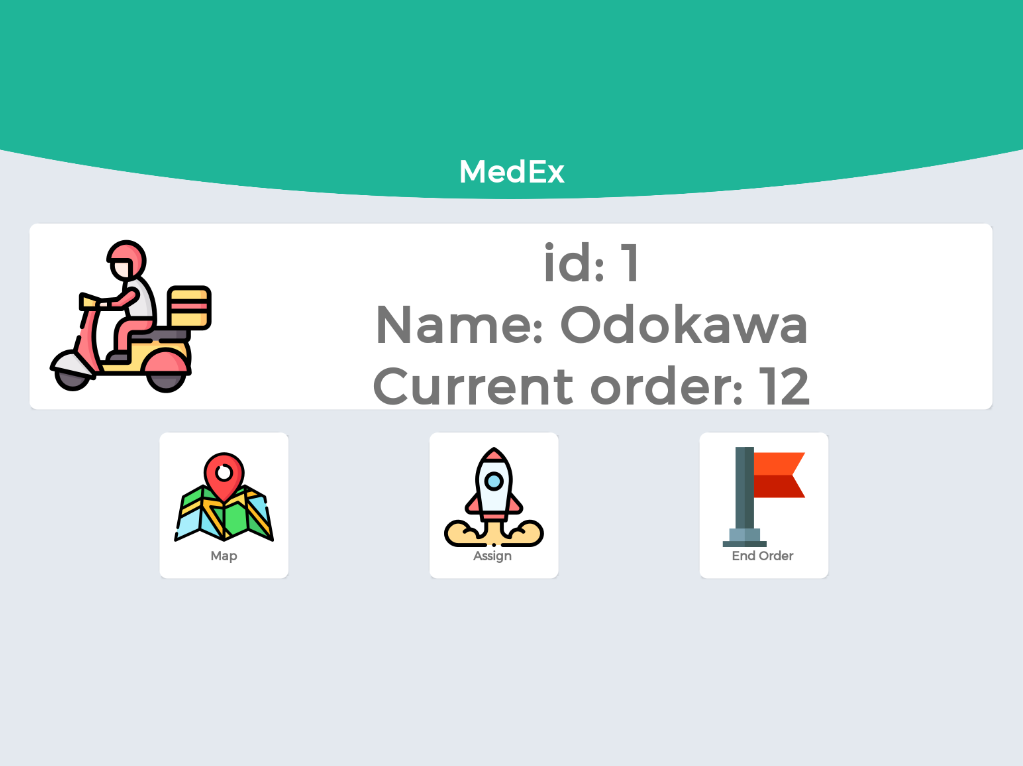 MedEx
id: 1
Name: Odokawa
Current order: 12
Map
Assign
End Order